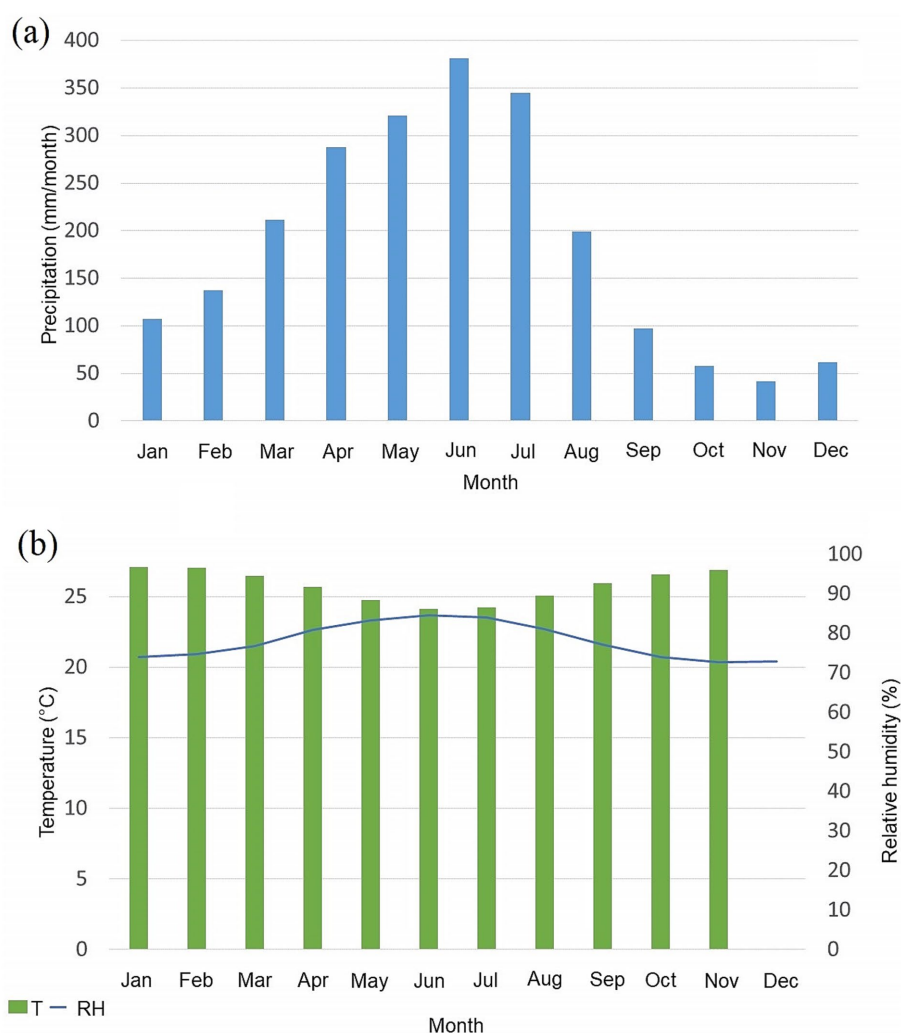 (a)
Precipitation (mm/month)
400
350
300
250
200
150
100
50
0
Jan Feb Mar Apr May Jun Jul Aug Sep Oct Nov Dec
Month
(b)
Temperature (°C)
25
20
15
10
5
0
100
90
80
70
60
50
40
30
20
10
0
Relative humidity (%)
Jan Feb Mar Apr May Jun Jul Aug Sep Oct Nov Dec
T RH
Month